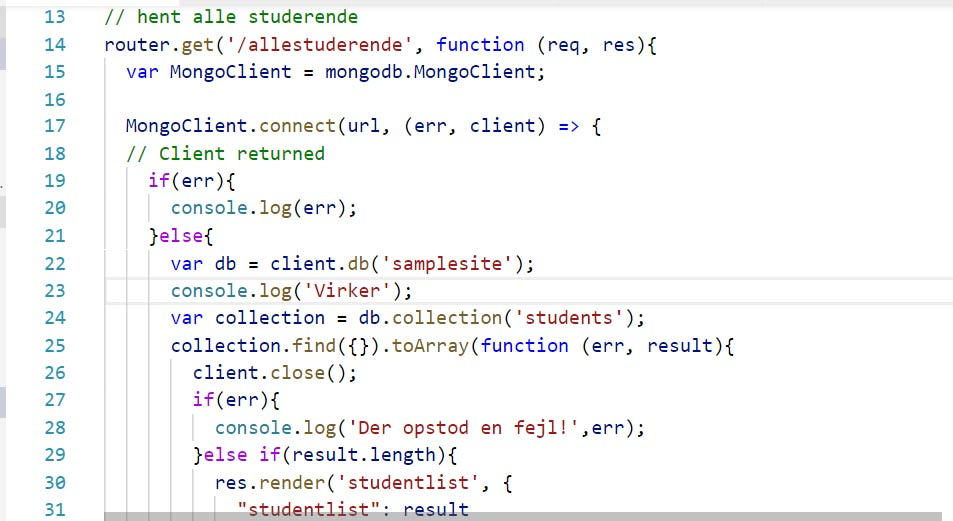 13 // hent alle studerende
14 router.get('/allestuderende', function (req, res){
15 var MongoClient = mongodb.MongoClient;
16
17 MongoClient.connect(url, (err, client) => {
18 // Client returned
19 if(err){
20 console.log(err);
21 }else{
22 var db = client.db('samplesite');
23 console.log('Virker');
24 var collection = db.collection('students');
25 collection.find({}).toArray(function (err, result){
26 client.close();
27 if(err){
28 console.log('Der opstod en fejl!',err);
29 }else if(result.length){
30 res.render('studentlist', {
31 "studentlist": result